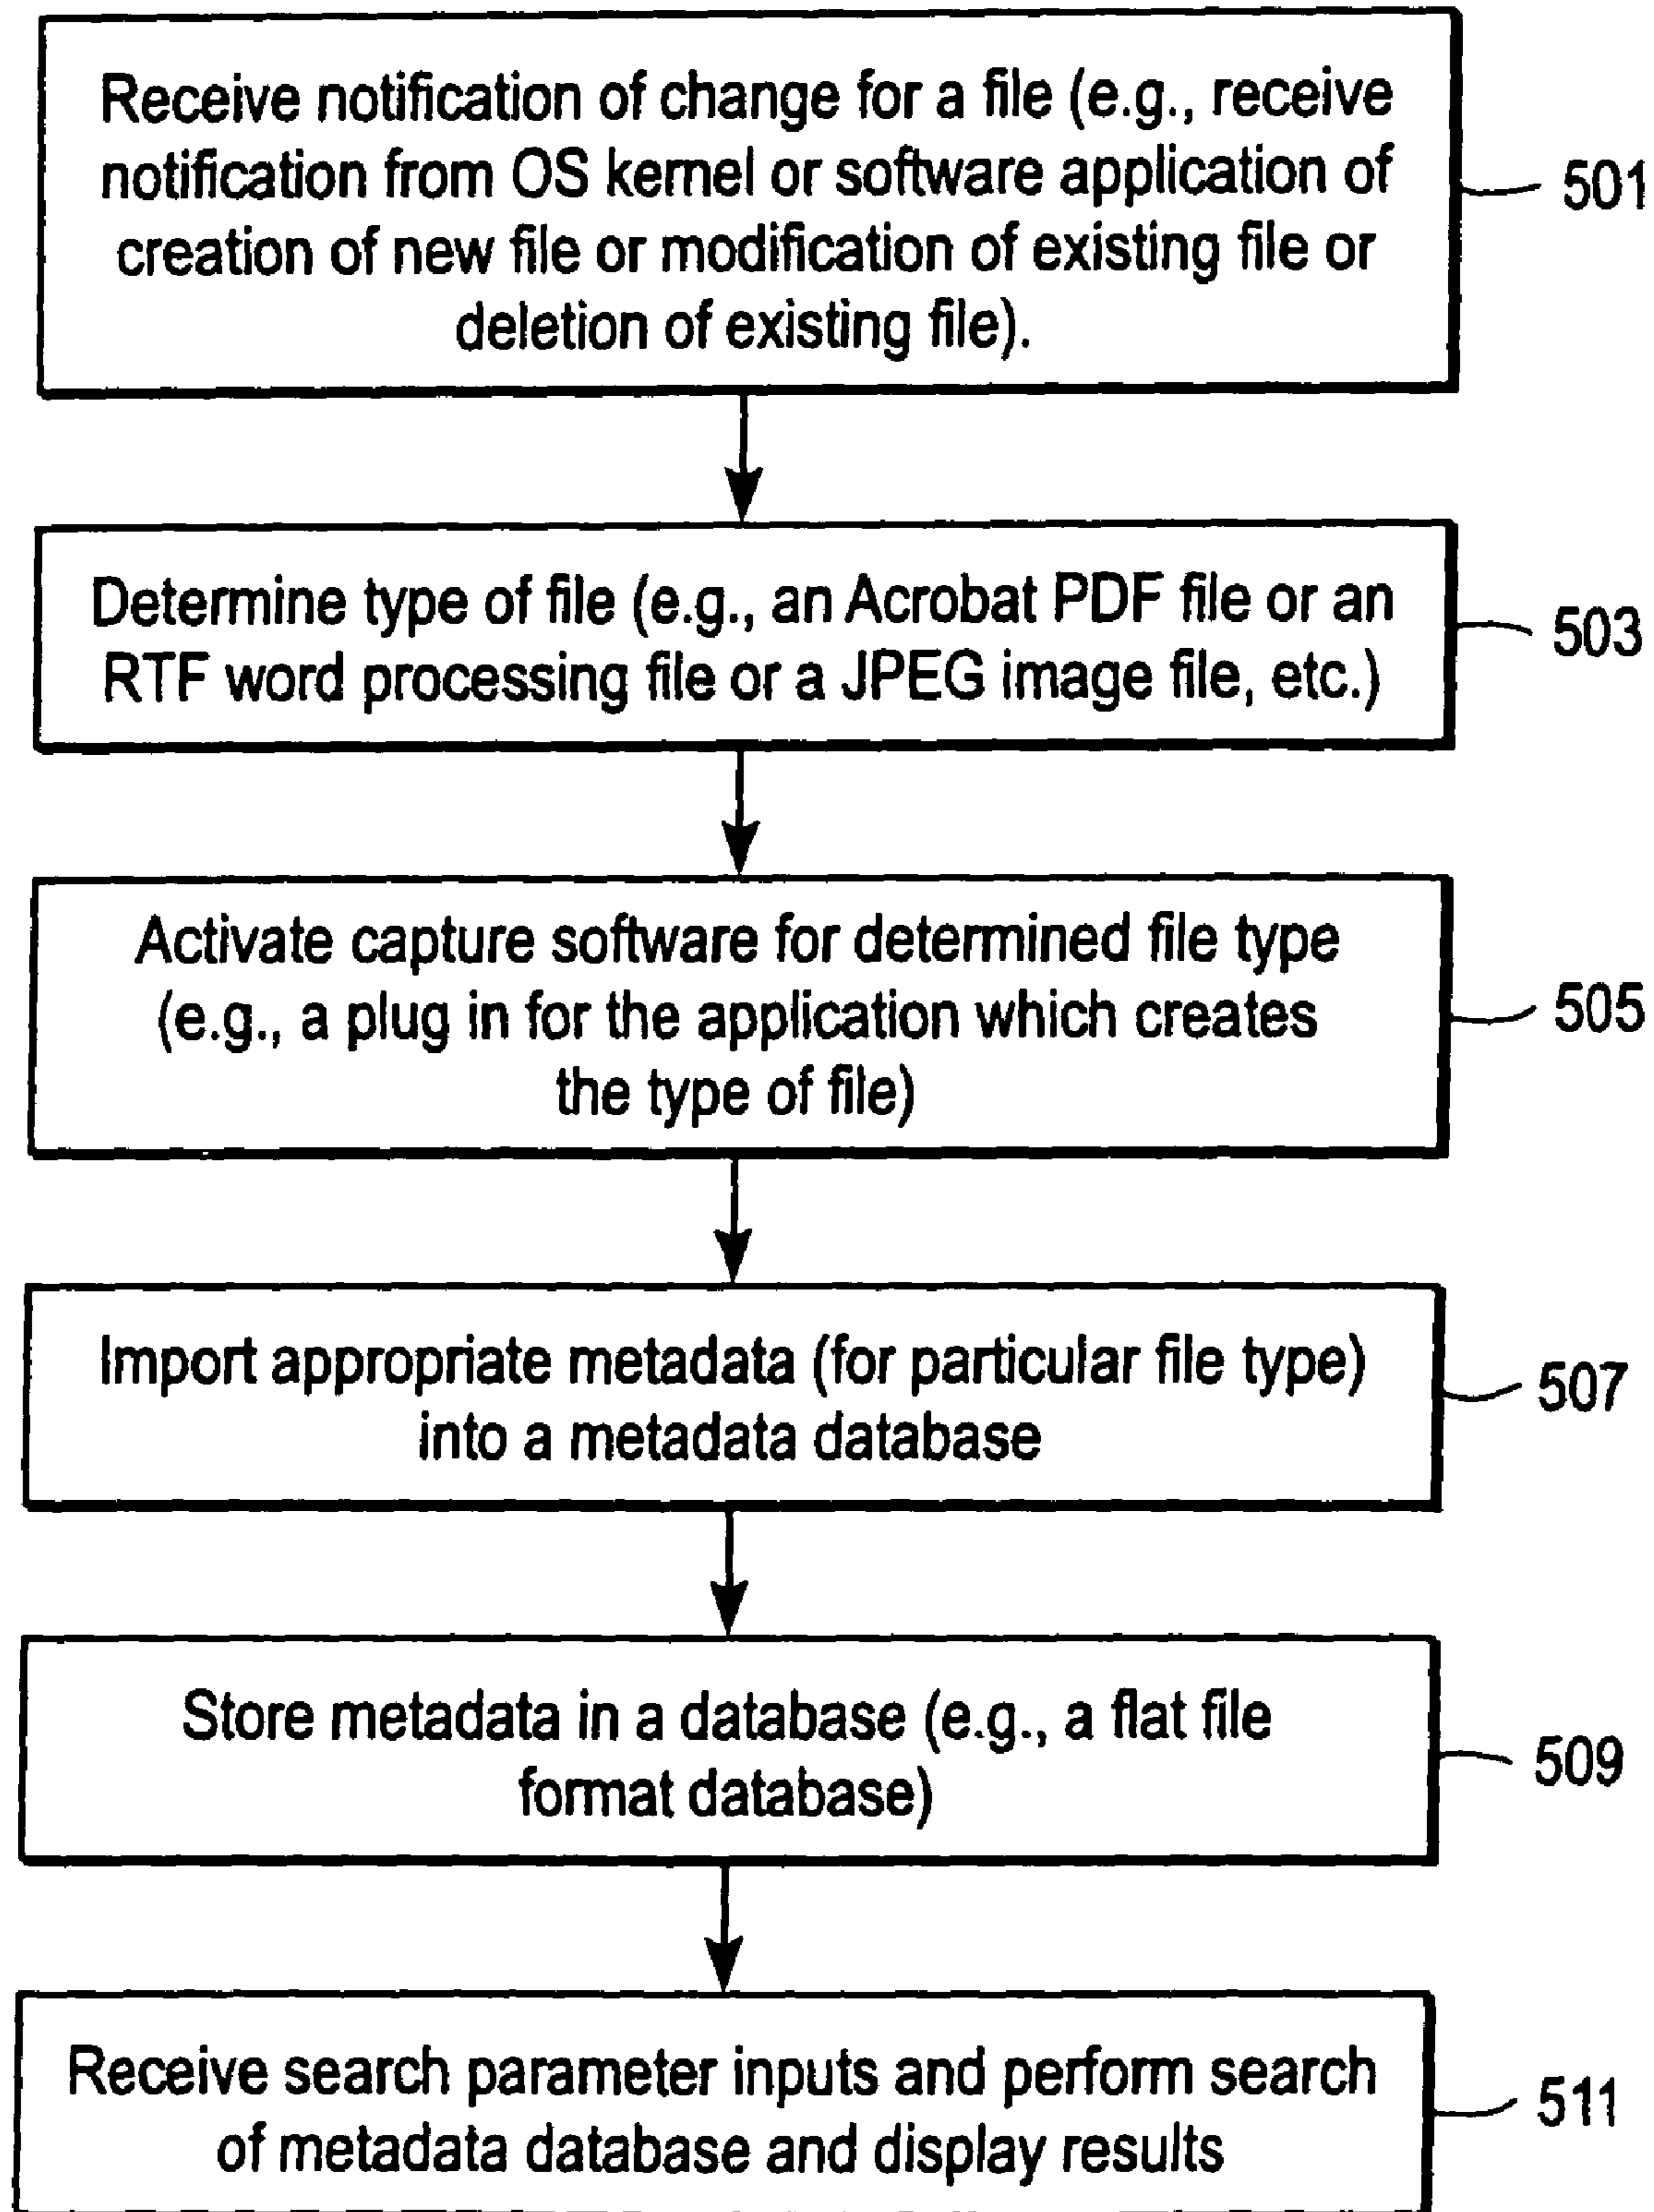 Receive notification of change for a file (e.g., receive
notification from OS kernel or software application of
creation of new file or modification of existing file or
deletion of existing file).
501
Determine type of file (e.g., an Acrobat PDF file or an
RTF word processing file or a JPEG image file, etc.)
503
Activate capture software for determined file type
(e.g., a plug in for the application which creates
the type of file)
505
Import appropriate metadata (for particular file type)
into a metadata database
507
Store metadata in a database (e.g., a flat file
format database)
509
Receive search parameter inputs and perform search
of metadata database and display results
511